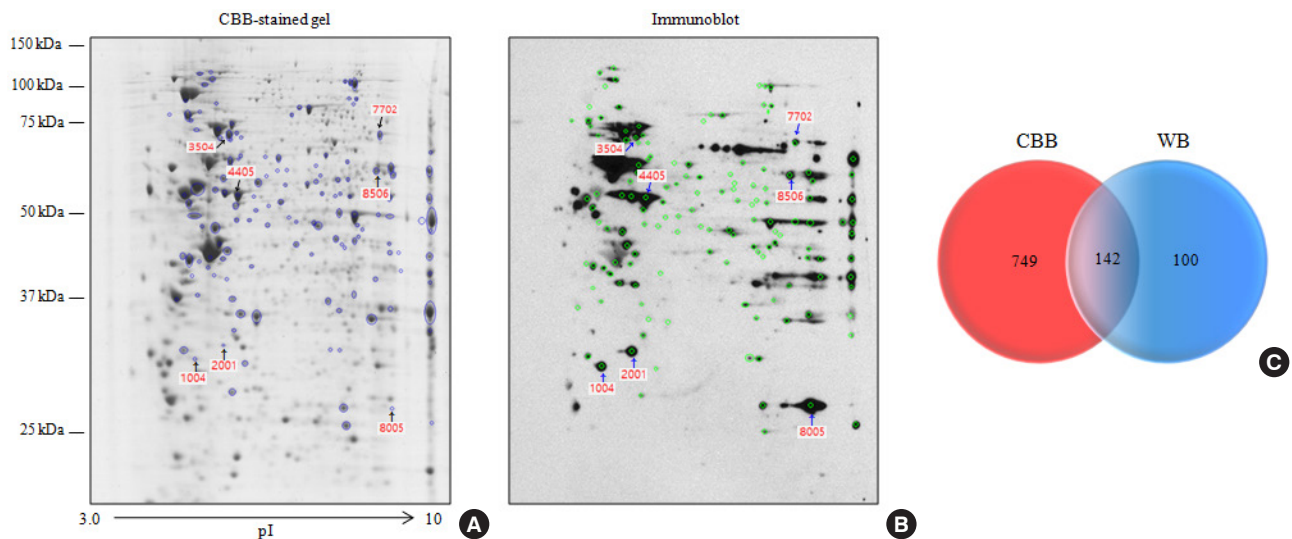 CBB-stained gel
150 kDa
100 kDa
75 kDa
50 kDa
37 kDa
25 kDa
7702
3504
4405
8506
1004
2001
8005
3.0
pI
10
A
Immunoblot
7702
3504
4405
8506
1004
2001
8005
B
CBB
WB
749
142
100
C